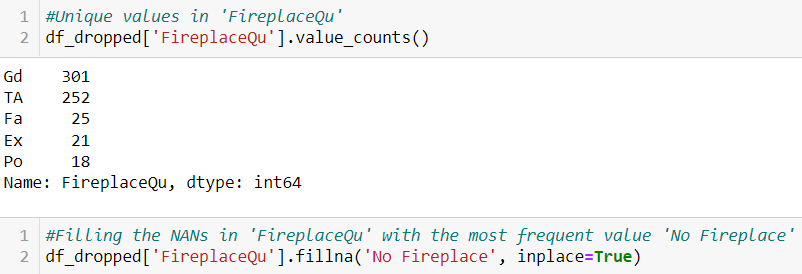 1 #Unique values in 'FireplaceQu'
2 df_dropped['FireplaceQu'].value_counts()
Gd 301
TA 252
Fa 25
Ex 21
Po 18
Name: FireplaceQu, dtype: int64
1 #Filling the NANs in 'FireplaceQu' with the most frequent value 'No Fireplace'
2 df_dropped['FireplaceQu'].fillna('No Fireplace', inplace=True)